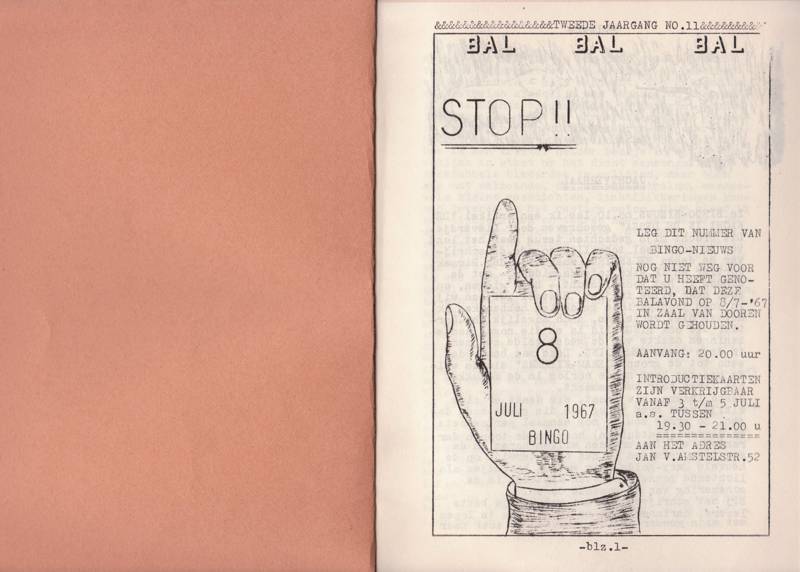 &&&&&&&&&&&&&&&&&TWEEDE JAARGANG NO.11&&&&&&&&
BAL BAL BAL
STOP!!
LEG DIT NUMMER VAN
BINGO-NIEUWS
NOG NIET WEG VOOR
DAT U HEEFT GENO-
TEERD, DAT DEZE
BALAVOND OP 8/7-'67
IN ZAAL VAN DOOREN
WORDT GEHOUDEN.
AANVANG: 20.00 uur
INTRODUCTIEKAARTEN
ZIJN VERKRIJGBAAR
VANAF 3 t/m 5 JULI
a.s. TUSSEN
19.30 - 21.00 u
===============
AAN HET ADRES
JAN V.AMSTELSTR.52
8
JULI 1967
BINGO
-blz.1-